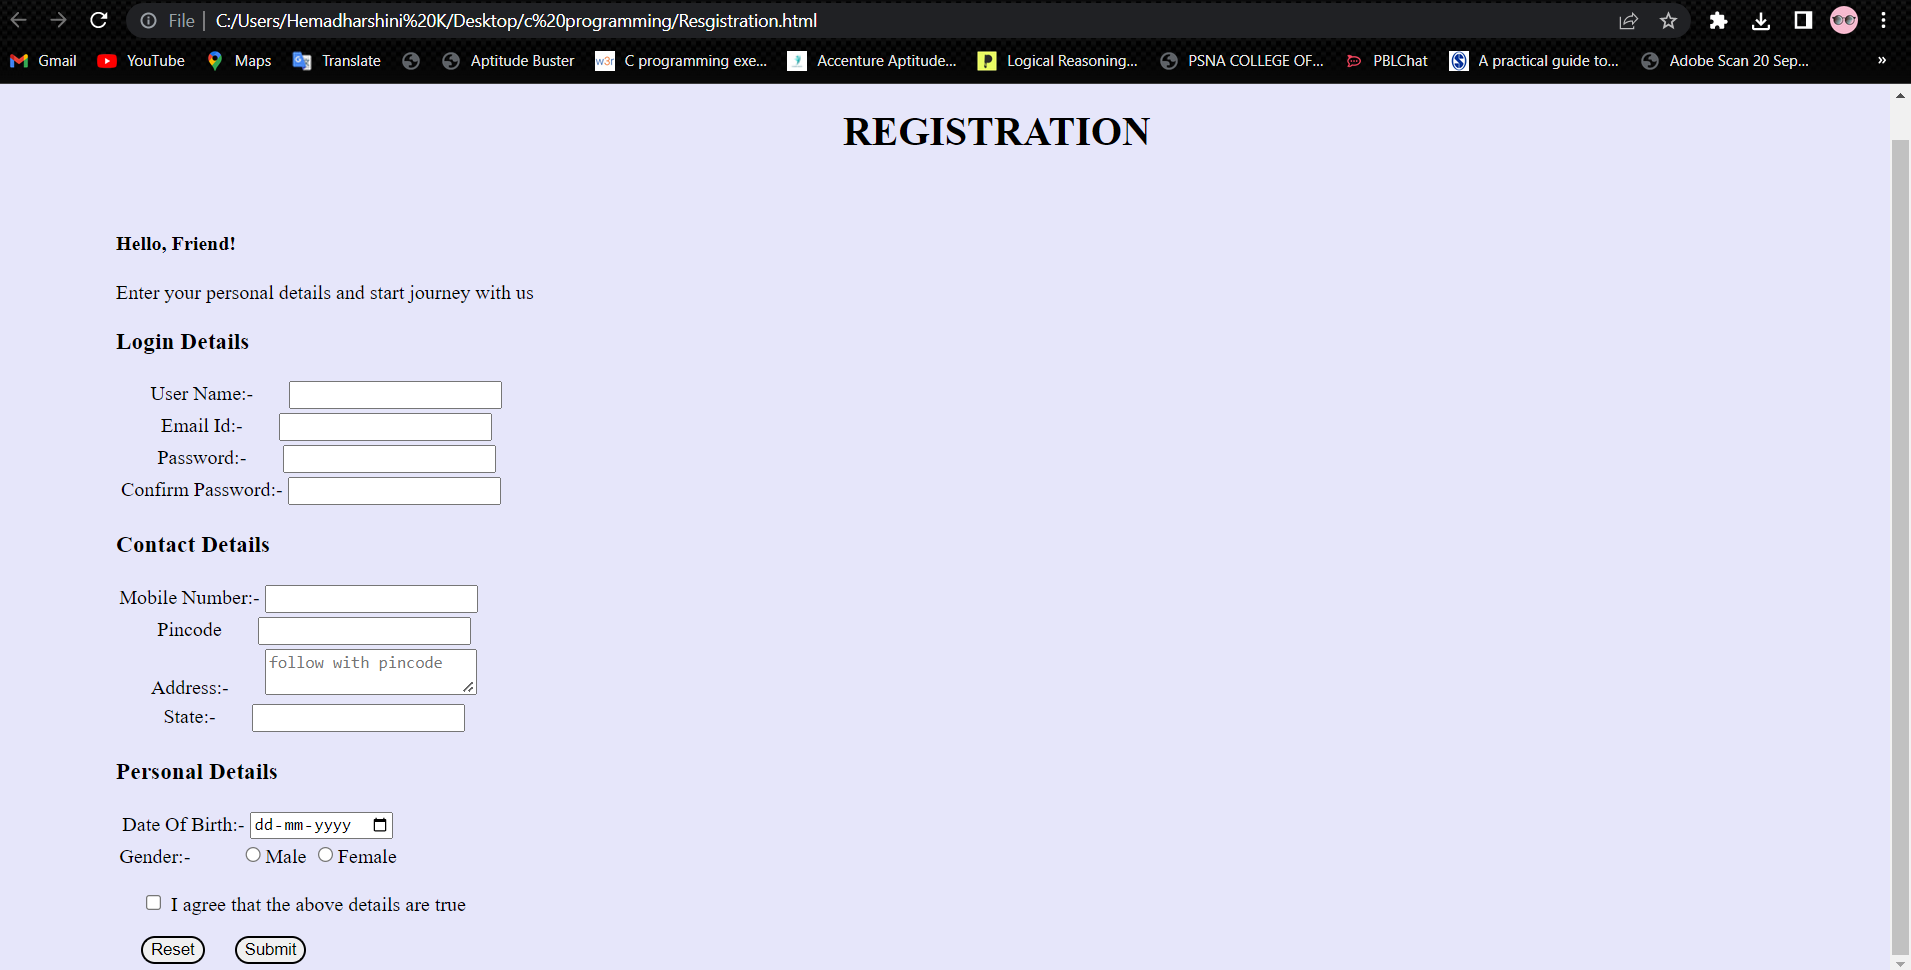 File C:/Users/Hemadharshini%20K/Desktop/c%20programming/Resgistration.html
Gmail YouTube Maps Translate Aptitude Buster w3r C programming exe... Accenture Aptitude... P Logical Reasoning... PSNA COLLEGE OF... PBLChat S A practical guide to... Adobe Scan 20 Sep... »
REGISTRATION
Hello, Friend!
Enter your personal details and start journey with us
Login Details
User Name:-
Email Id:-
Password:-
Confirm Password:-
Contact Details
Mobile Number:-
Pincode
follow with pincode
Address:-
State:-
Personal Details
Date Of Birth:- dd-mm-yyyy
Gender:- Male Female
I agree that the above details are true
Reset Submit